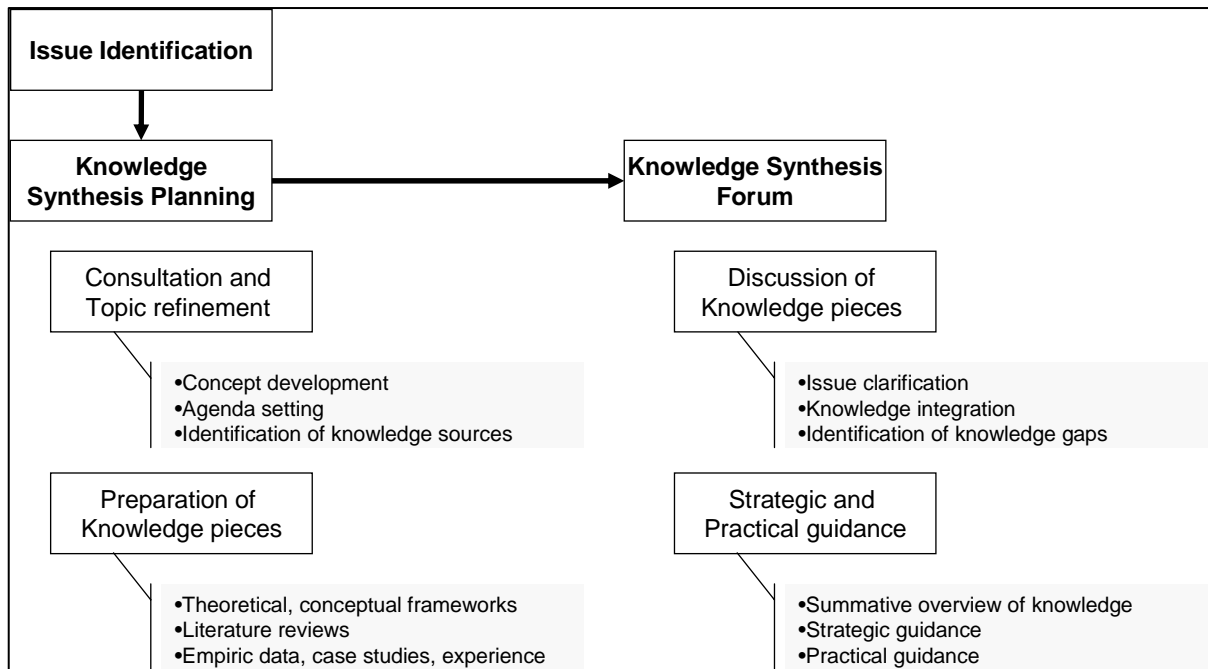 Issue Identification
Knowledge
Synthesis Planning
Knowledge Synthesis
Forum
Consultation and
Topic refinement
•Concept development
•Agenda setting
•Identification of knowledge sources
Preparation of
Knowledge pieces
•Theoretical, conceptual frameworks
•Literature reviews
•Empiric data, case studies, experience
Discussion of
Knowledge pieces
•Issue clarification
•Knowledge integration
•Identification of knowledge gaps
Strategic and
Practical guidance
•Summative overview of knowledge
•Strategic guidance
•Practical guidance